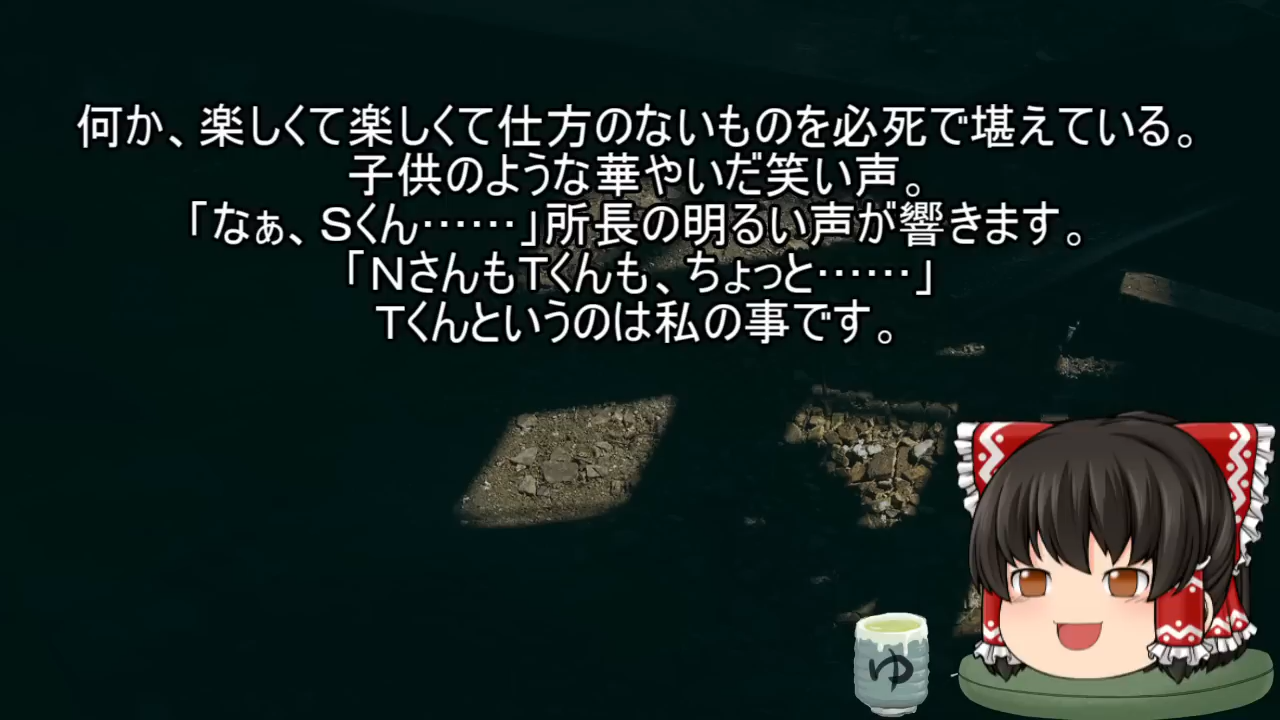 何か、楽しくて楽しくて仕方のないものを必死で堪えている。
子供のような華やいだ笑い声。
「なぁ、Sくん……」所長の明るい声が響きます。
「NさんもTくんも、ちょっと……」
Tくんというのは私の事です。
ゆ